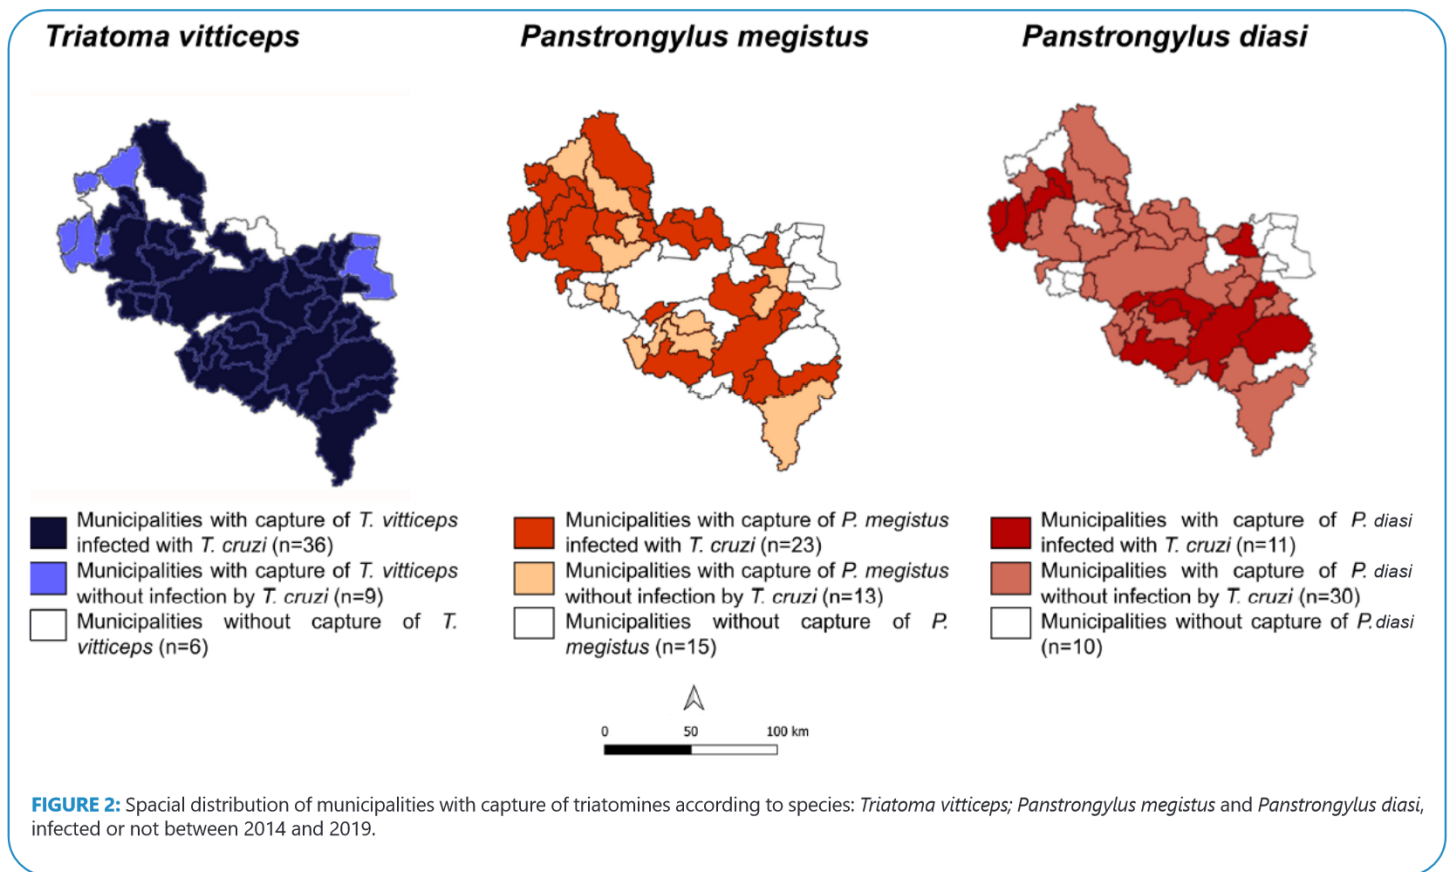 Triatoma vitticeps
Panstrongylus megistus
Panstrongylus diasi
Municipalities with capture of T. vitticeps
infected with T. cruzi (n=36)
Municipalities with capture of T. vitticeps
without infection by T. cruzi (n=9)
Municipalities without capture of T.
vitticeps (n=6)
Municipalities with capture of P. megistus
infected with T. cruzi (n=23)
Municipalities with capture of P. megistus
without infection by T. cruzi (n=13)
Municipalities without capture of P.
megistus (n=15)
Municipalities with capture of P. diasi
infected with T. cruzi (n=11)
Municipalities with capture of P. diasi
without infection by T. cruzi (n=30)
Municipalities without capture of P. diasi
(n=10)
0 50 100 km
FIGURE 2: Spacial distribution of municipalities with capture of triatomines according to species: Triatoma vitticeps; Panstrongylus megistus and Panstrongylus diasi,
infected or not between 2014 and 2019.